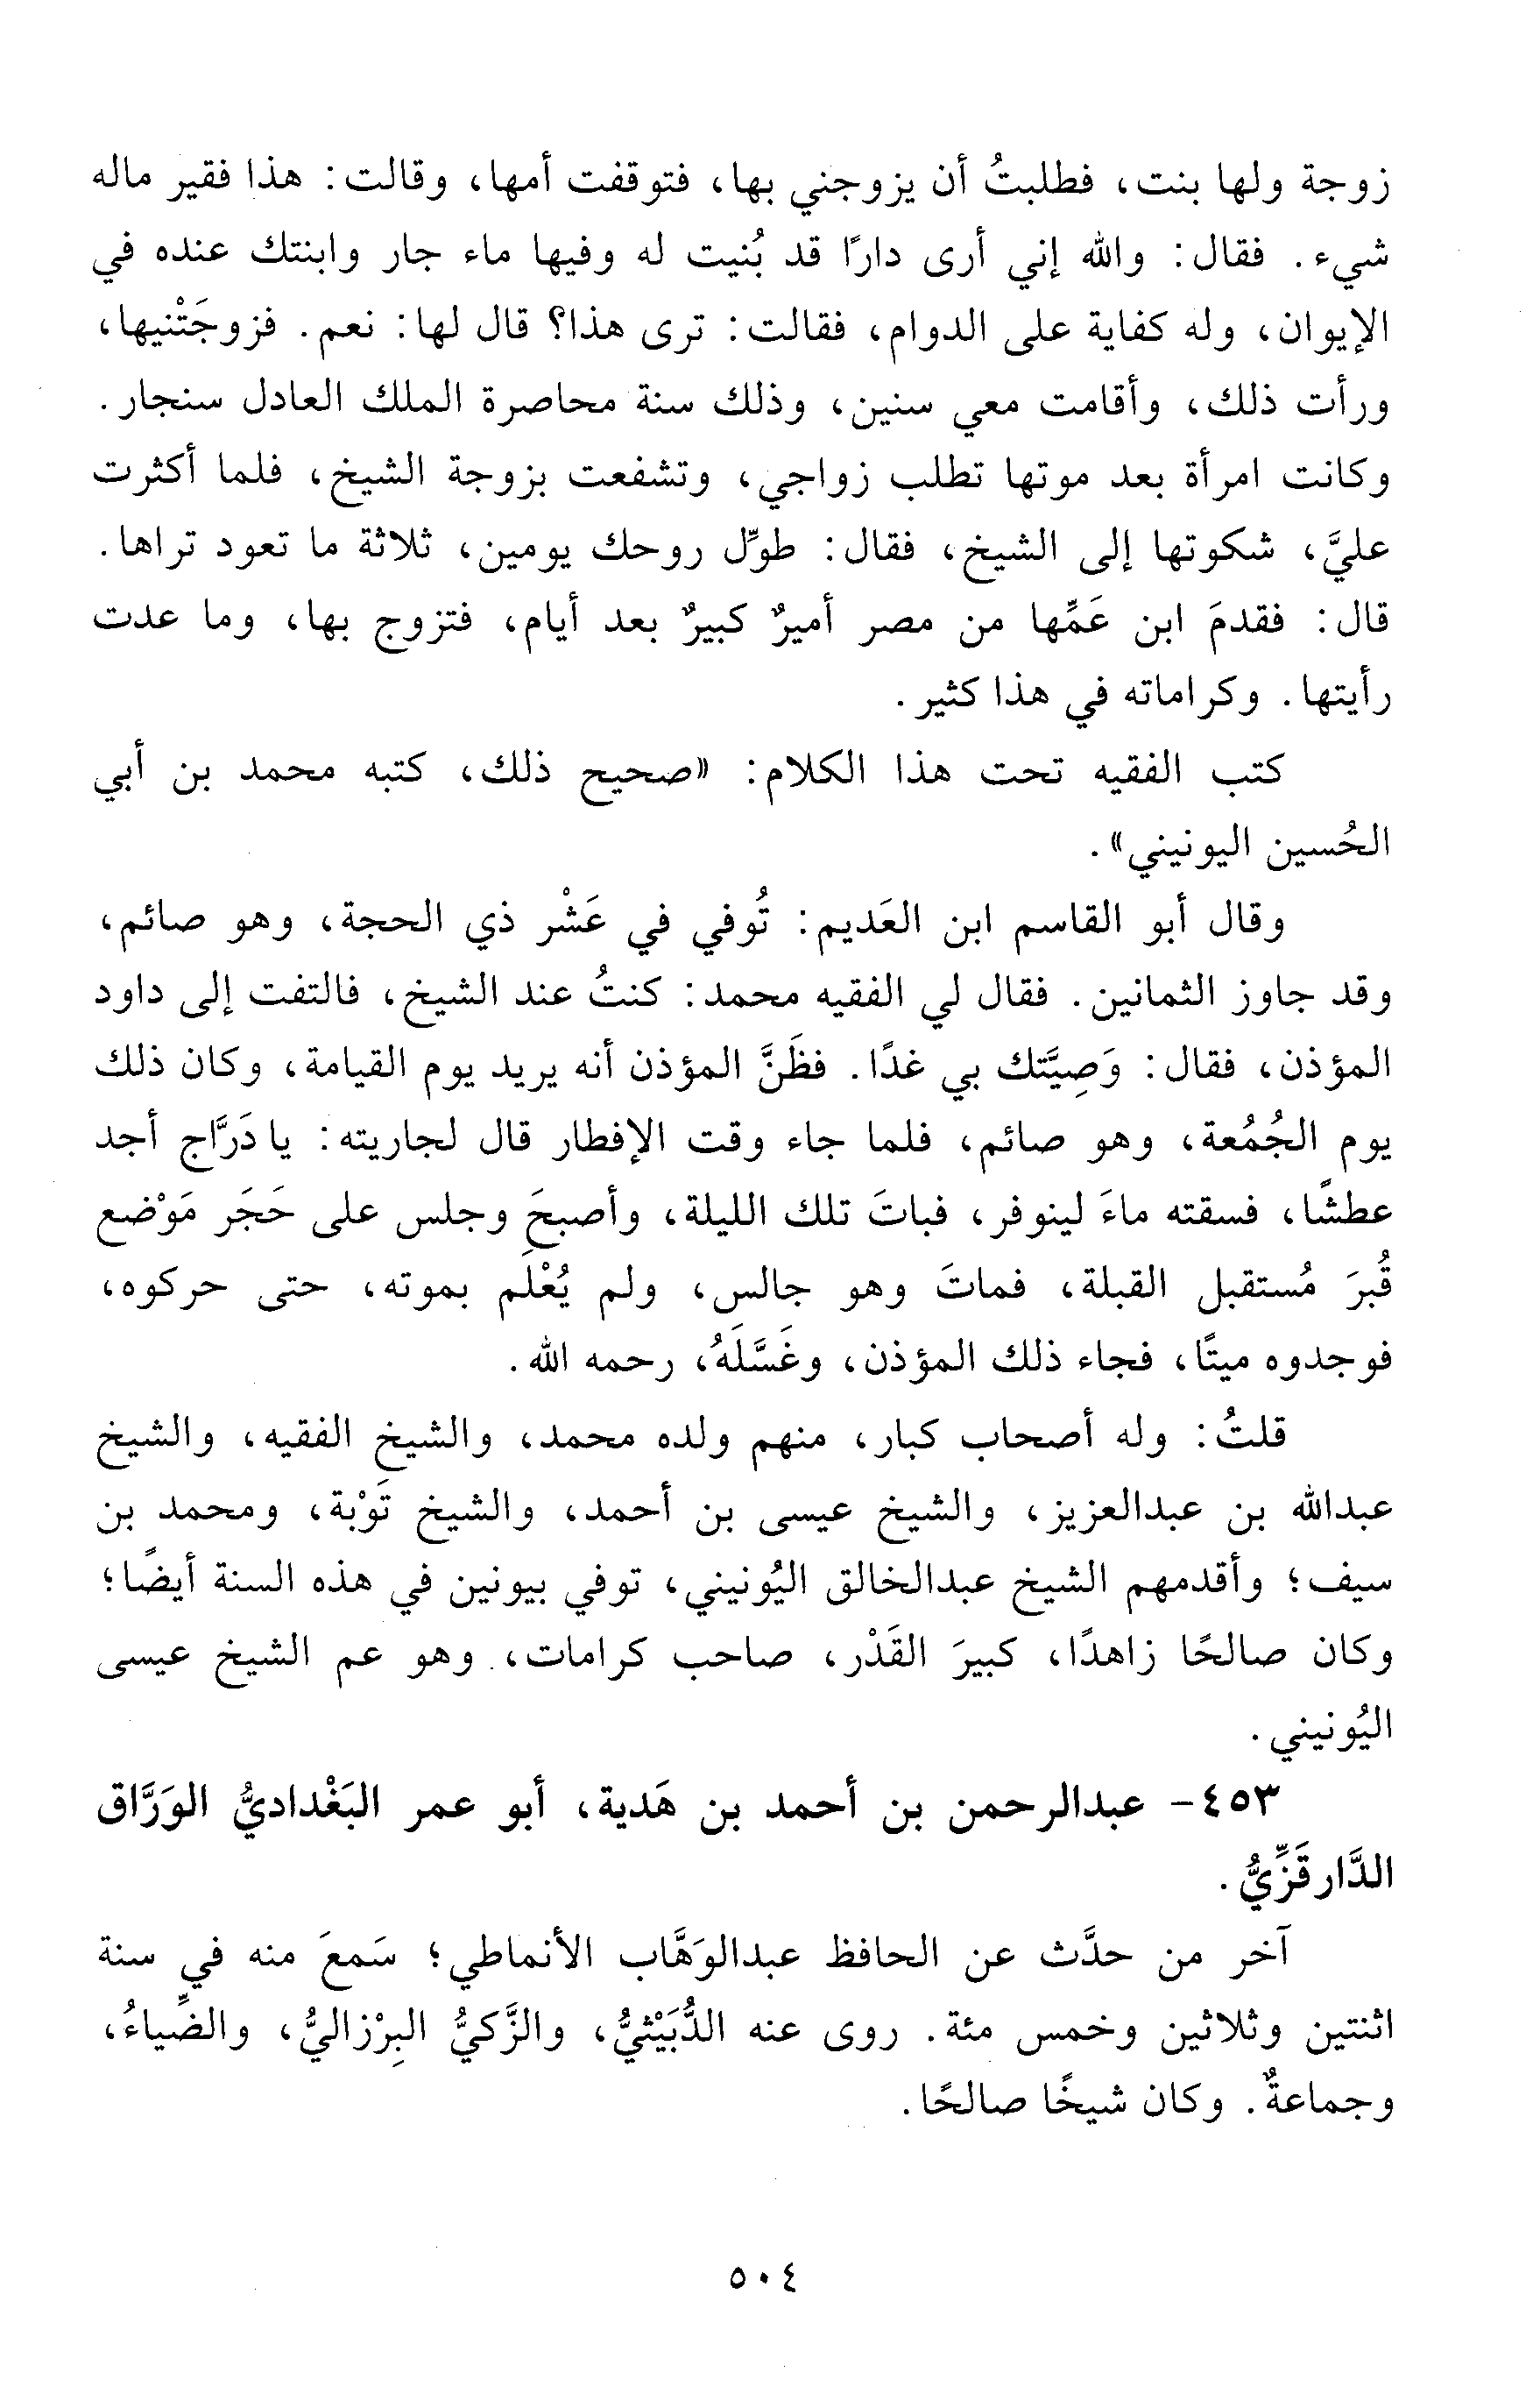 زوجة ولها بنت، فطلبتُ أن يزوجني بها، فتوقفت أمها، وقالت: هذا فقير ماله
شيء. فقال: والله إني أرى دارًا قد بُنيت له وفيها ماء جار وابنتك عنده في
الإيوان، وله كفاية على الدوام، فقالت: ترى هذا؟ قال لها: نعم. فزوجَتْنيها،
ورأت ذلك، وأقامت معي سنين، وذلك سنة محاصرة الملك العادل سنجار.
وكانت امرأة بعد موتها تطلب زواجي، وتشفعت بزوجة الشيخ، فلما أكثرت
عليَّ، شكوتها إلى الشيخ، فقال: طوِّل روحك يومين، ثلاثة ما تعود تراها.
قال: فقدمَ ابن عَمِّها من مصر أميرٌ كبيرٌ بعد أيام، فتزوج بها، وما عدت
رأيتها. وكراماته في هذا كثير.
كتب الفقيه تحت هذا الكلام: «صحيح ذلك، كتبه محمد بن أبي
الحُسين اليونيني».
وقال أبو القاسم ابن العَديم: تُوفي في عَشْر ذي الحجة، وهو صائم،
وقد جاوز الثمانين. فقال لي الفقيه محمد: كنتُ عند الشيخ، فالتفت إلى داود
المؤذن، فقال: وَصِيَّتك بي غدًا. فظَنَّ المؤذن أنه يريد يوم القيامة، وكان ذلك
يوم الجُمُعة، وهو صائم، فلما جاء وقت الإفطار قال لجاريته: يا دَرَّاج أجد
عطشًا، فسقته ماءَ لينوفر، فباتَ تلك الليلة، وأصبحَ وجلس على حَجَر مَوْضع
قُبِرَ مُستقبل القبلة، فماتَ وهو جالس، ولم يُعْلَم بموته، حتى حركوه،
فوجدوه ميتًا، فجاء ذلك المؤذن، وغَسَّلَهُ، رحمه الله.
قلتُ: وله أصحاب كبار، منهم ولده محمد، والشيخ الفقيه، والشيخ
عبدالله بن عبدالعزيز، والشيخ عيسى بن أحمد، والشيخ تَوْبة، ومحمد بن
سيف؛ وأقدمهم الشيخ عبدالخالق اليُونيني، توفي بيونين في هذه السنة أيضًا؛
وكان صالحًا زاهدًا، كبيرَ القَدْر، صاحب كرامات، وهو عم الشيخ عيسى
اليُونيني.
٤٥٣- عبدالرحمن بن أحمد بن هَدية، أبو عمر البَغْداديُّ الوَرَّاق
الدَّارقَزِّيُّ.
آخر من حدَّث عن الحافظ عبدالوَهَّاب الأنماطي؛ سَمعَ منه في سنة
اثنتين وثلاثين وخمس مئة. روى عنه الدُّبَيْثيُّ، والزَّكيُّ البِرْزاليُّ، والضِّياءُ،
وجماعةٌ. وكان شيخًا صالحًا.
٥٠٤